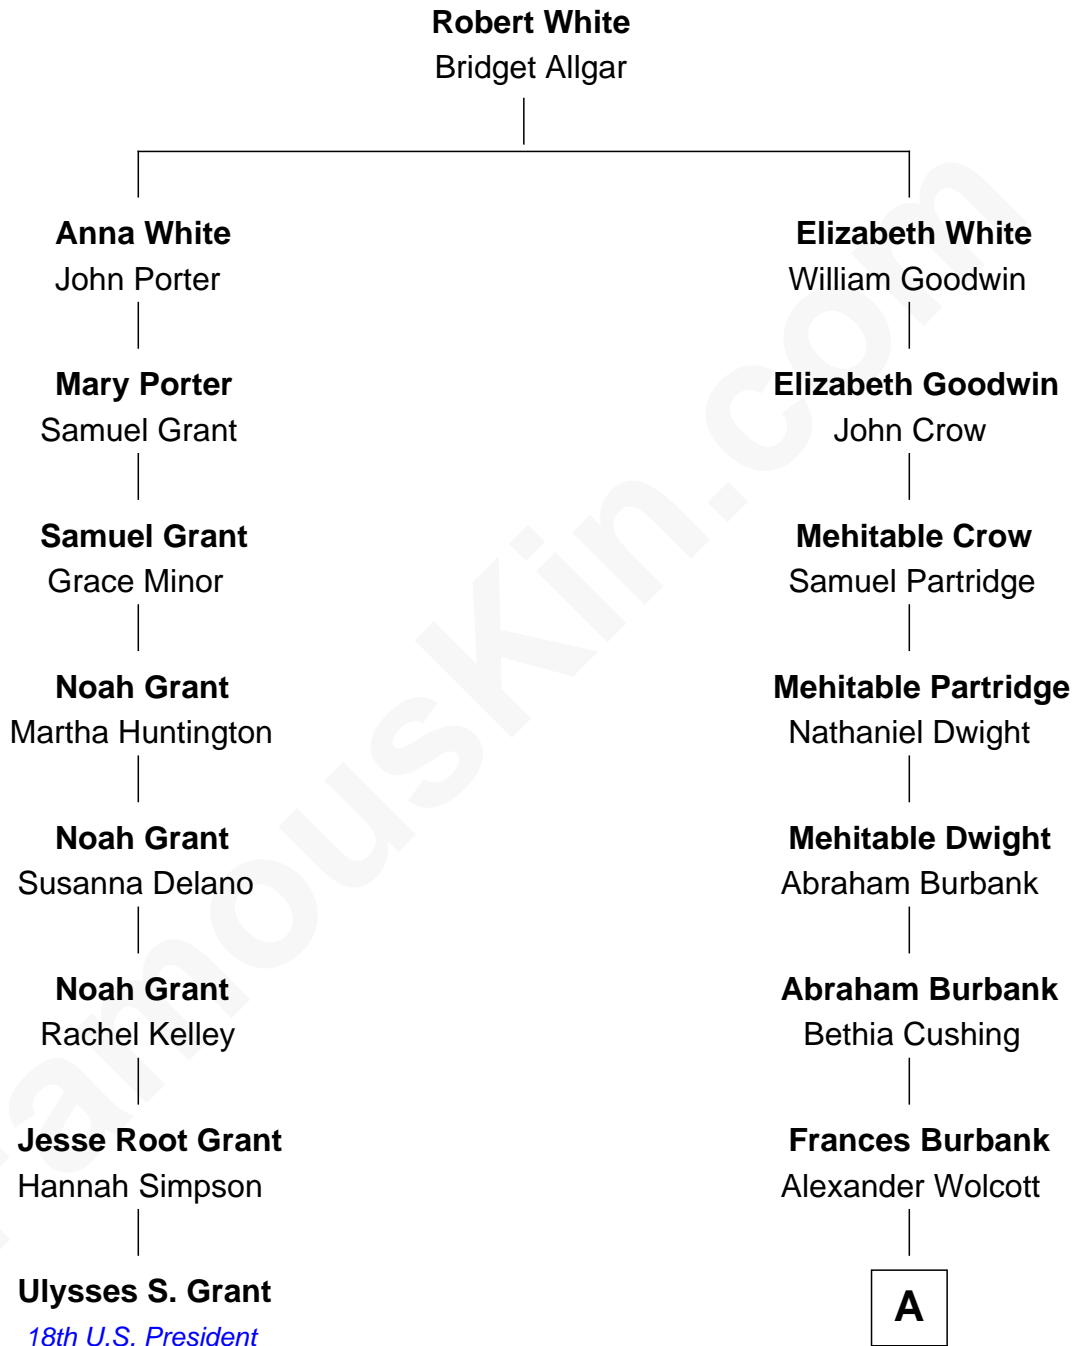 Robert White
Bridget Allgar
Anna White
John Porter
Elizabeth White
William Goodwin
Mary Porter
Samuel Grant
Elizabeth Goodwin
John Crow
Samuel Grant
Grace Minor
Mehitable Crow
Samuel Partridge
Noah Grant
Martha Huntington
Mehitable Partridge
Nathaniel Dwight
Noah Grant
Susanna Delano
Mehitable Dwight
Abraham Burbank
Noah Grant
Rachel Kelley
Abraham Burbank
Bethia Cushing
Jesse Root Grant
Hannah Simpson
Frances Burbank
Alexander Wolcott
Ulysses S. Grant
18th U.S. President
A
FamousKin.com